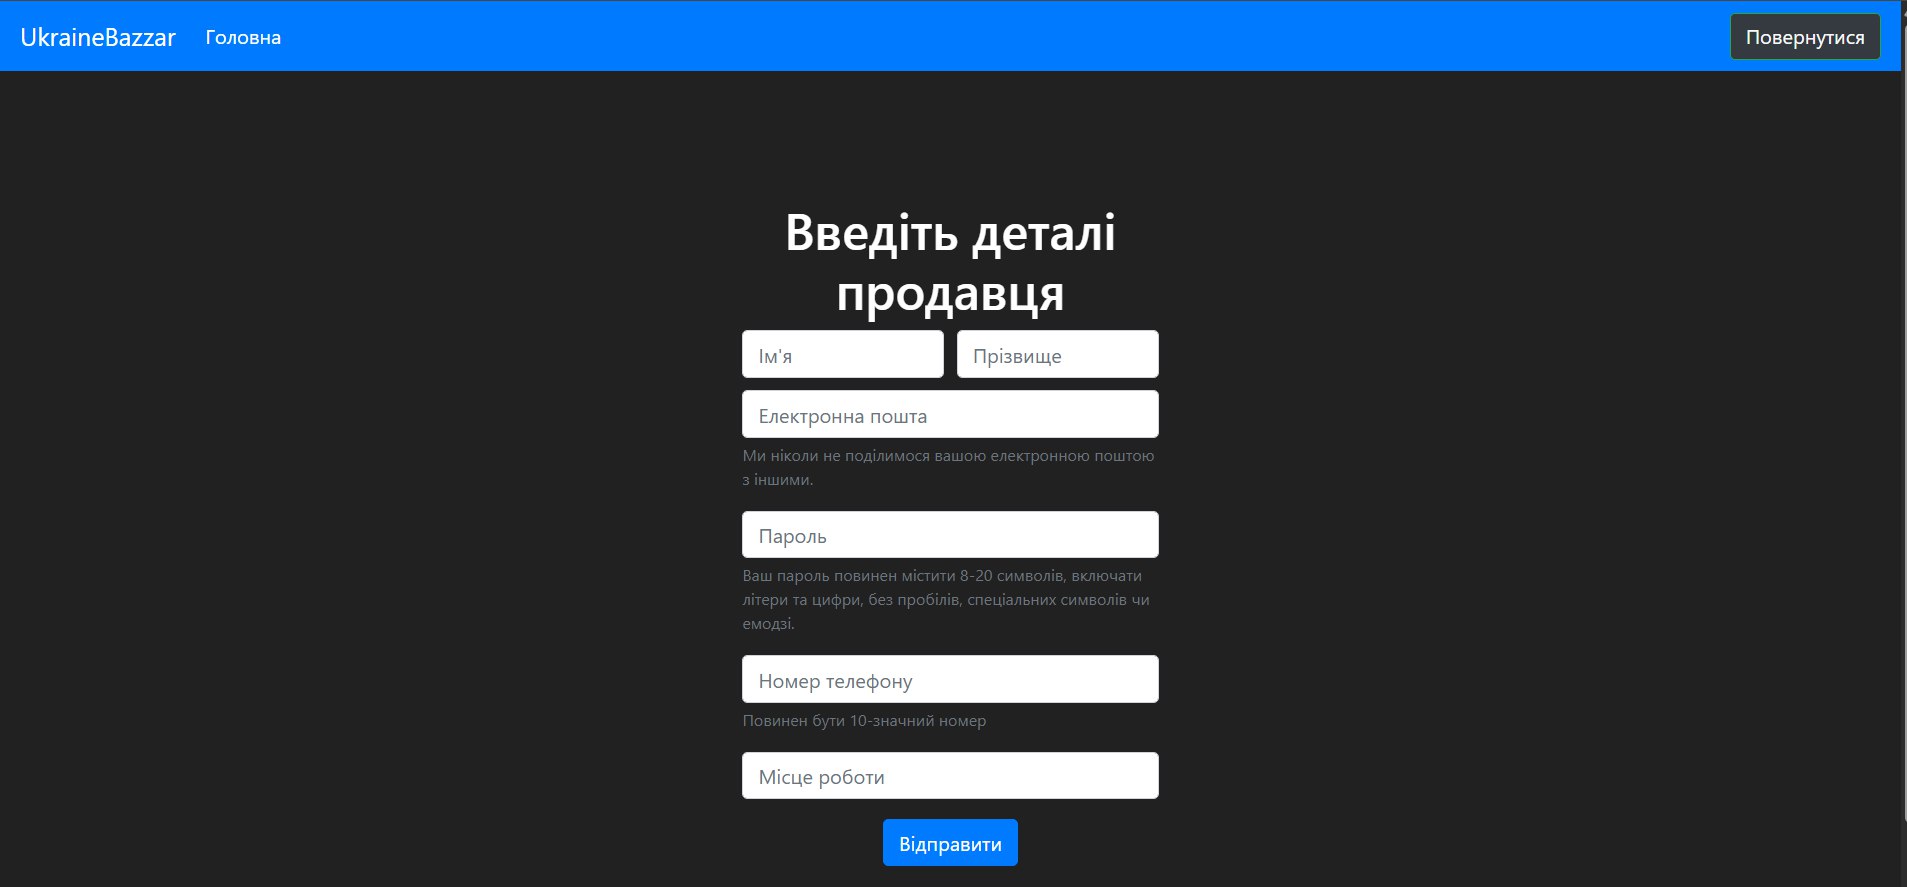 UkraineBazzar
Головна
Повернутися
Введіть деталі
продавця
Ім'я
Прізвище
Електронна пошта
Ми ніколи не поділимося вашою електронною поштою
з іншими.
Пароль
Ваш пароль повинен містити 8-20 символів, включати
літери та цифри, без пробілів, спеціальних символів чи
емодзі.
Номер телефону
Повинен бути 10-значний номер
Місце роботи
Відправити